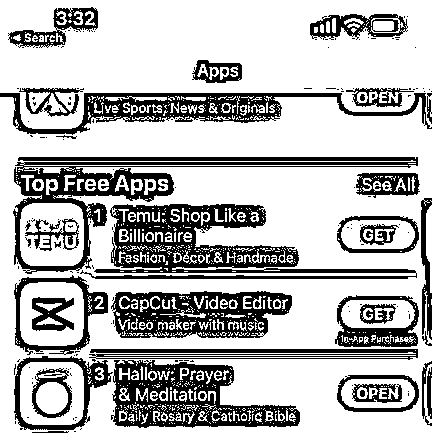 3:32
◀ Search
Apps
Live Sports, News & Originals
OPEN
Top Free Apps
See All
TEMU
1
Temu: Shop Like a
Billionaire
Fashion, Décor & Handmade
GET
2
CapCut - Video Editor
Video maker with music
GET
In-App Purchases
3
Hallow: Prayer
& Meditation
Daily Rosary & Catholic Bible
OPEN